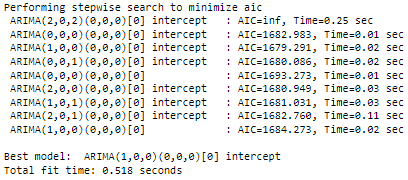 Performing stepwise search to minimize aic
ARIMA(2,0,2)(0,0,0)[0] intercept   : AIC=inf, Time=0.25 sec
ARIMA(0,0,0)(0,0,0)[0] intercept   : AIC=1682.983, Time=0.01 sec
ARIMA(1,0,0)(0,0,0)[0] intercept   : AIC=1679.291, Time=0.02 sec
ARIMA(0,0,1)(0,0,0)[0] intercept   : AIC=1680.086, Time=0.02 sec
ARIMA(0,0,0)(0,0,0)[0]             : AIC=1693.273, Time=0.01 sec
ARIMA(2,0,0)(0,0,0)[0] intercept   : AIC=1680.949, Time=0.03 sec
ARIMA(1,0,1)(0,0,0)[0] intercept   : AIC=1681.031, Time=0.03 sec
ARIMA(2,0,1)(0,0,0)[0] intercept   : AIC=1682.760, Time=0.11 sec
ARIMA(1,0,0)(0,0,0)[0]             : AIC=1684.273, Time=0.02 sec
Best model:  ARIMA(1,0,0)(0,0,0)[0] intercept
Total fit time: 0.518 seconds